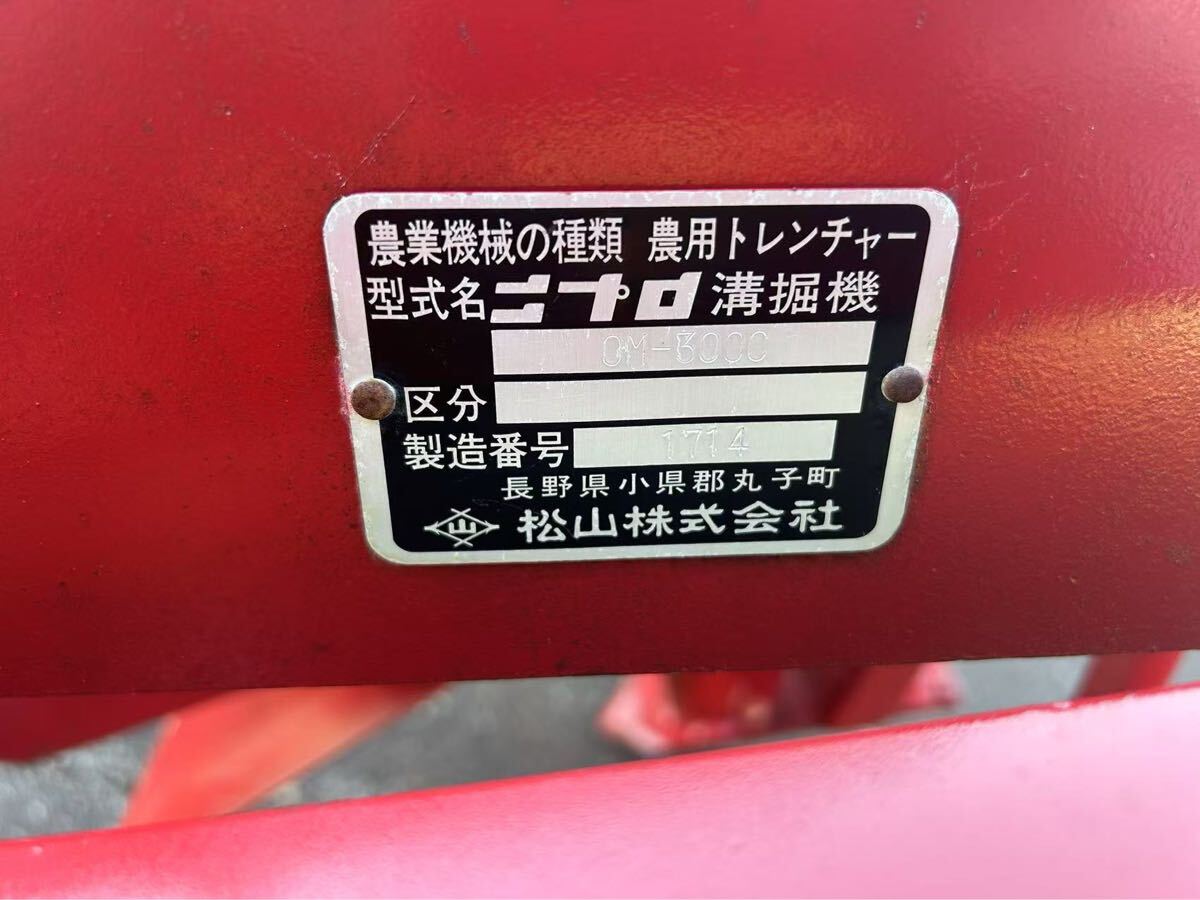 農業機械の種類 農用トレンチャー
型式名 ニプロ 溝掘機
区分
製造番号 1714
長野県小県郡丸子町
山 松山株式会社